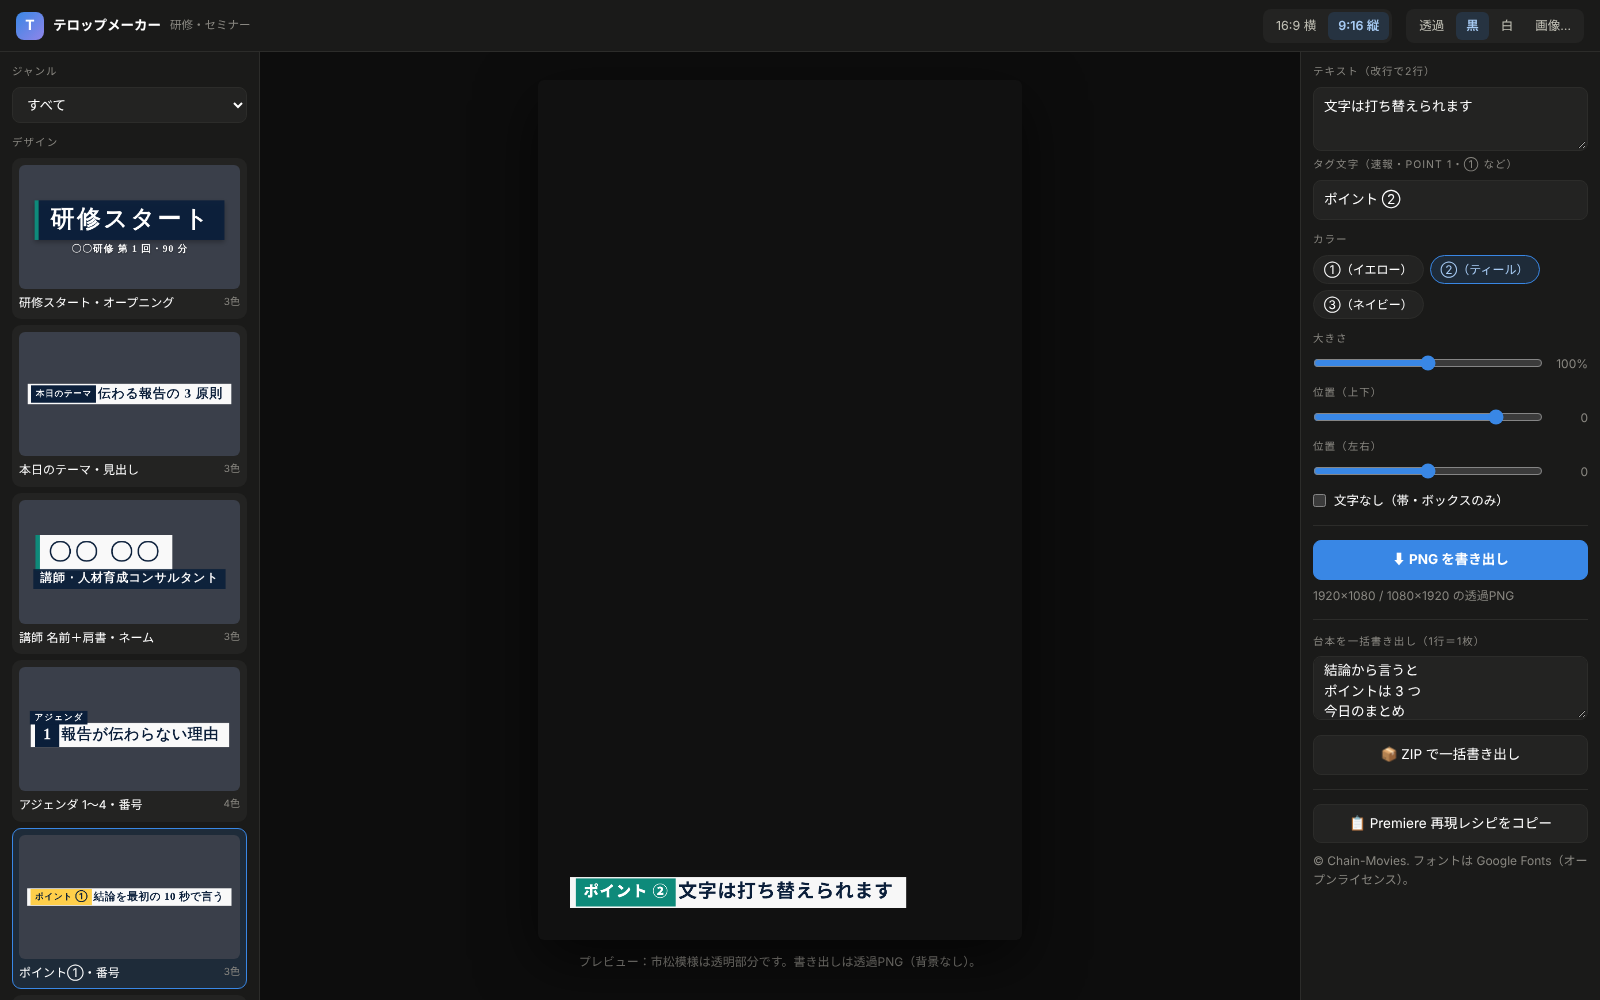 T テロップメーカー 研修・セミナー
16:9 横 9:16 縦 透過 黒 白 画像...
ジャンル
すべて
デザイン
研修スタート
〇〇研修 第 1 回・90 分
研修スタート・オープニング 3色
本日のテーマ 伝わる報告の 3 原則
本日のテーマ・見出し 3色
〇〇 〇〇
講師・人材育成コンサルタント
講師 名前＋肩書・ネーム 3色
アジェンダ
1 報告が伝わらない理由
アジェンダ 1〜4・番号 4色
ポイント ① 結論を最初の 10 秒で言う
ポイント①・番号 3色
ポイント ② 文字は打ち替えられます
プレビュー：市松模様は透明部分です。書き出しは透過PNG（背景なし）。
テキスト（改行で2行）
文字は打ち替えられます
タグ文字（速報・POINT 1・① など）
ポイント ②
カラー
①（イエロー） ②（ティール）
③（ネイビー）
大きさ
100%
位置（上下）
0
位置（左右）
0
文字なし（帯・ボックスのみ）
⬇ PNG を書き出し
1920×1080 / 1080×1920 の透過PNG
台本を一括書き出し（1行＝1枚）
結論から言うと
ポイントは 3 つ
今日のまとめ
📦 ZIP で一括書き出し
📋 Premiere 再現レシピをコピー
© Chain-Movies. フォントは Google Fonts（オー
プンライセンス）。